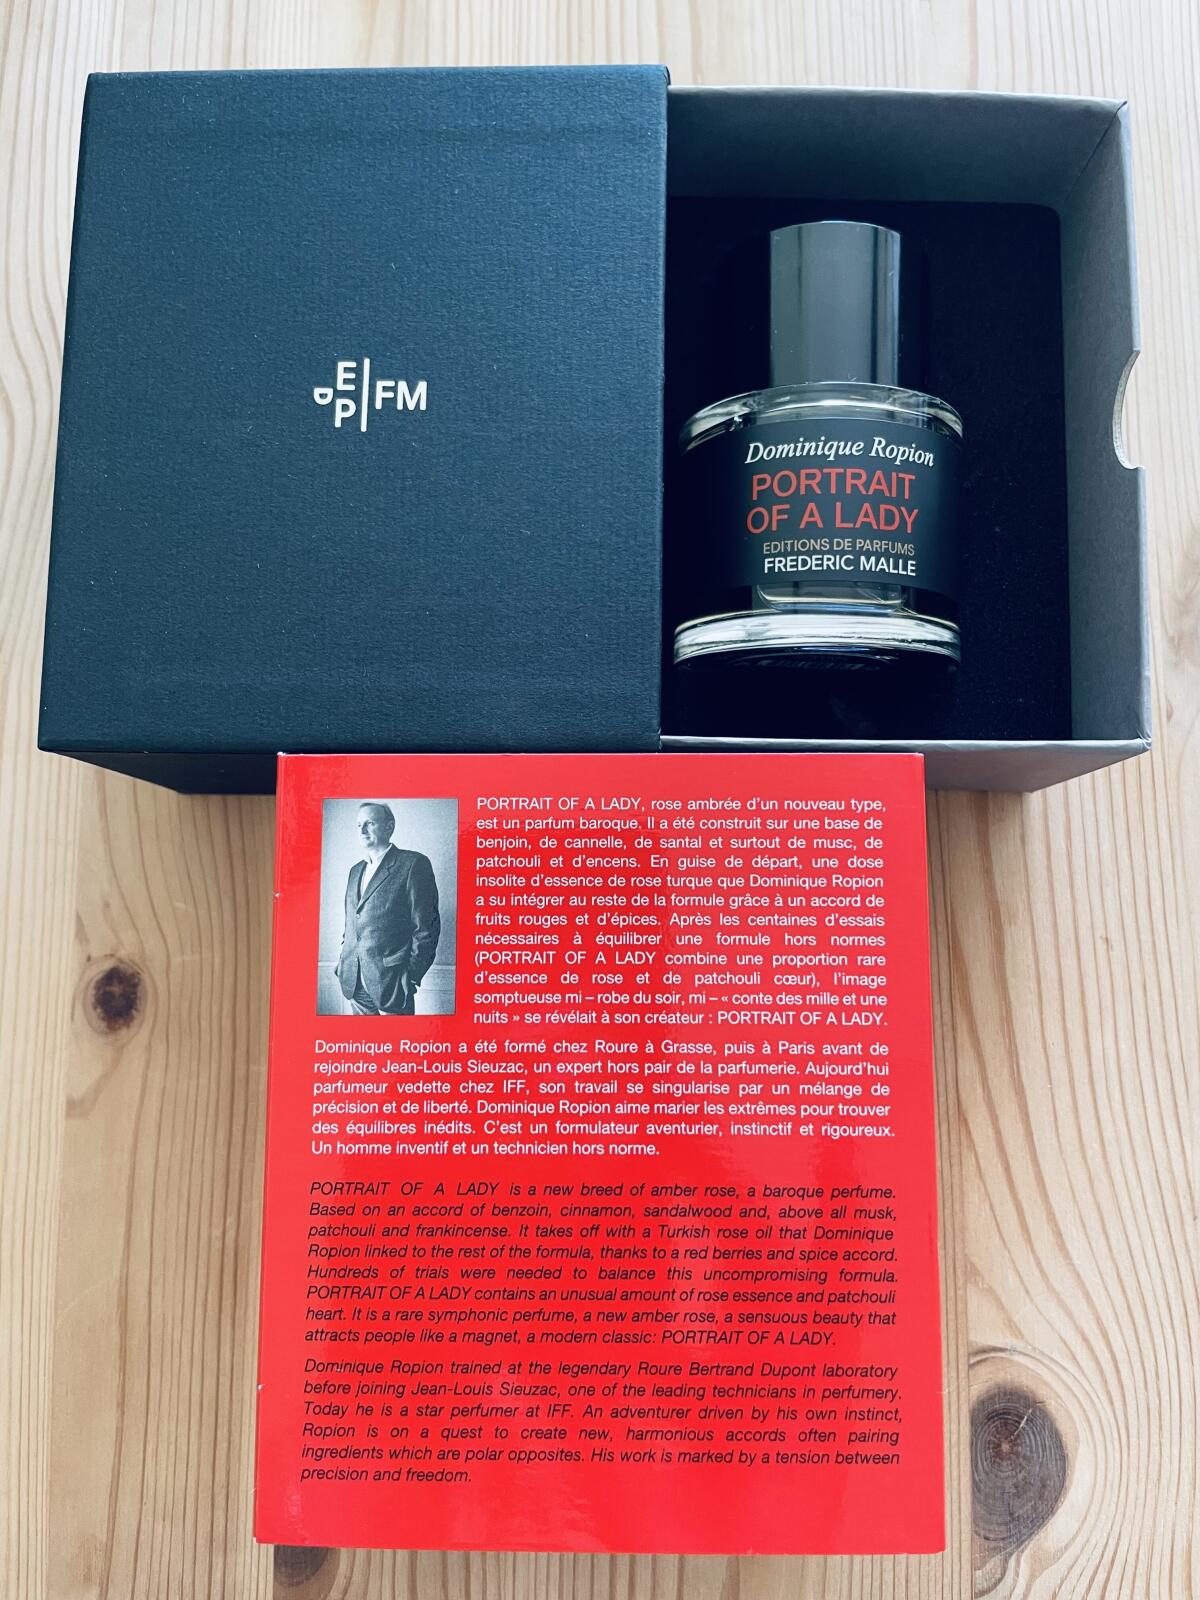 E
D
P
FM
Dominique Ropion
PORTRAIT
OF A LADY
EDITIONS DE PARFUMS
FREDERIC MALLE
PORTRAIT OF A LADY, rose ambrée d'un nouveau type,
est un parfum baroque. Il a été construit sur une base de
benjoin, de cannelle, de santal et surtout de musc, de
patchouli et d'encens. En guise de départ, une dose
insolite d'essence de rose turque que Dominique Ropion
a su intégrer au reste de la formule grâce à un accord de
fruits rouges et d'épices. Après les centaines d'essais
nécessaires à équilibrer une formule hors normes
(PORTRAIT OF A LADY combine une proportion rare
d'essence de rose et de patchouli cœur), l'image
somptueuse mi – robe du soir, mi – « conte des mille et une
nuits » se révélait à son créateur : PORTRAIT OF A LADY.
Dominique Ropion a été formé chez Roure à Grasse, puis à Paris avant de
rejoindre Jean-Louis Sieuzac, un expert hors pair de la parfumerie. Aujourd'hui
parfumeur vedette chez IFF, son travail se singularise par un mélange de
précision et de liberté. Dominique Ropion aime marier les extrêmes pour trouver
des équilibres inédits. C'est un formulateur aventurier, instinctif et rigoureux.
Un homme inventif et un technicien hors norme.
PORTRAIT OF A LADY is a new breed of amber rose, a baroque perfume.
Based on an accord of benzoin, cinnamon, sandalwood and, above all musk,
patchouli and frankincense. It takes off with a Turkish rose oil that Dominique
Ropion linked to the rest of the formula, thanks to a red berries and spice accord.
Hundreds of trials were needed to balance this uncompromising formula.
PORTRAIT OF A LADY contains an unusual amount of rose essence and patchouli
heart. It is a rare symphonic perfume, a new amber rose, a sensuous beauty that
attracts people like a magnet, a modern classic: PORTRAIT OF A LADY.
Dominique Ropion trained at the legendary Roure Bertrand Dupont laboratory
before joining Jean-Louis Sieuzac, one of the leading technicians in perfumery.
Today he is a star perfumer at IFF. An adventurer driven by his own instinct,
Ropion is on a quest to create new, harmonious accords often pairing
ingredients which are polar opposites. His work is marked by a tension between
precision and freedom.